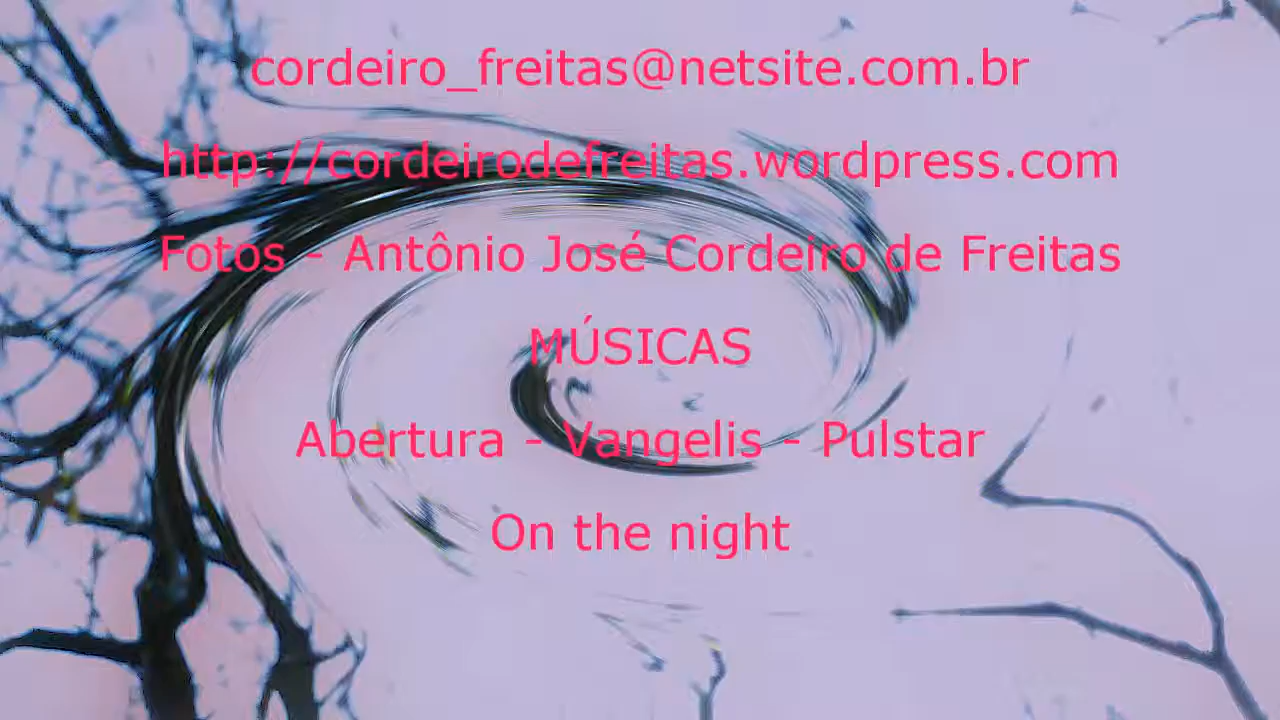 cordeiro_freitas@netsite.com.br
http://cordeirodefreitas.wordpress.com
Fotos - Antônio José Cordeiro de Freitas
MÚSICAS
Abertura - Vangelis - Pulstar
On the night